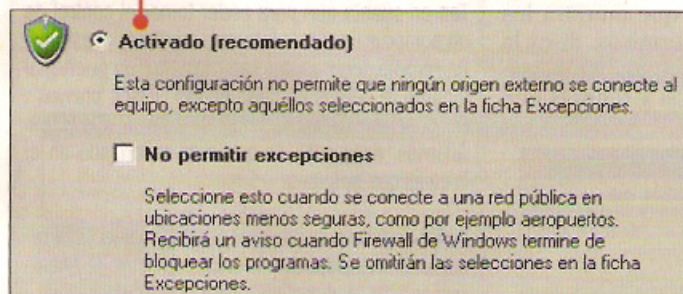 Activado (recomendado)
Esta configuración no permite que ningún origen externo se conecte al
equipo, excepto aquéllos seleccionados en la ficha Excepciones.
No permitir excepciones
Seleccione esto cuando se conecte a una red pública en
ubicaciones menos seguras, como por ejemplo aeropuertos.
Recibirá un aviso cuando Firewall de Windows termine de
bloquear los programas. Se omitirán las selecciones en la ficha
Excepciones.